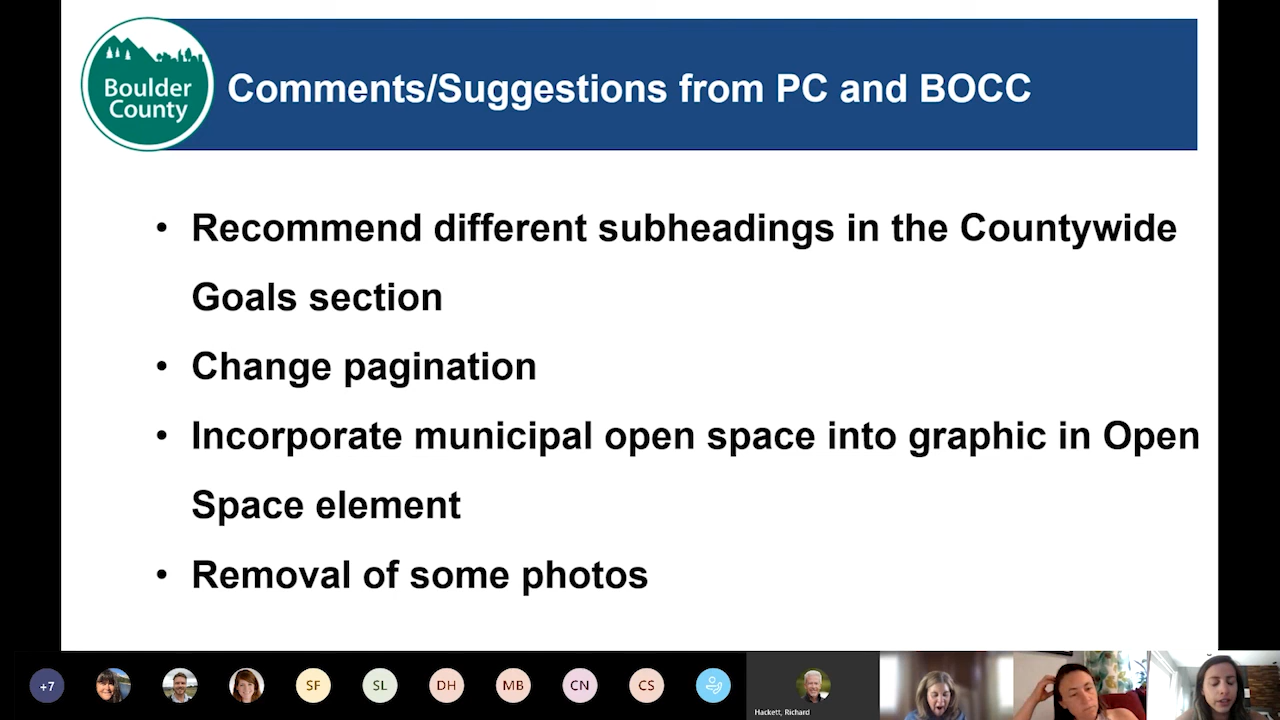 Boulder
County
Comments/Suggestions from PC and BOCC
• Recommend different subheadings in the Countywide
Goals section
• Change pagination
• Incorporate municipal open space into graphic in Open
Space element
• Removal of some photos
+7
SF
SL
DH
MB
CN
CS
Hackett, Richard